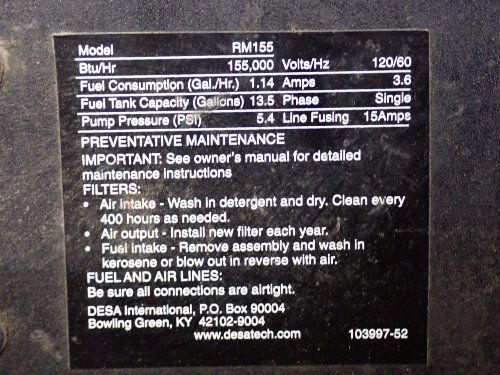 Model RM155
Btu/Hr 155,000 Volts/Hz 120/60
Fuel Consumption (Gal./Hr.) 1.14 Amps 3.6
Fuel Tank Capacity (Gallons) 13.5 Phase Single
Pump Pressure (PSI) 5.4 Line Fusing 15Amps
PREVENTATIVE MAINTENANCE
IMPORTANT: See owner's manual for detailed
maintenance instructions
FILTERS:
• Air intake - Wash in detergent and dry. Clean every
400 hours as needed.
• Air output - Install new filter each year.
• Fuel intake - Remove assembly and wash in
kerosene or blow out in reverse with air.
FUEL AND AIR LINES:
Be sure all connections are airtight.
DESA International, P.O. Box 90004
Bowling Green, KY 42102-9004
www.desatech.com 103997-52